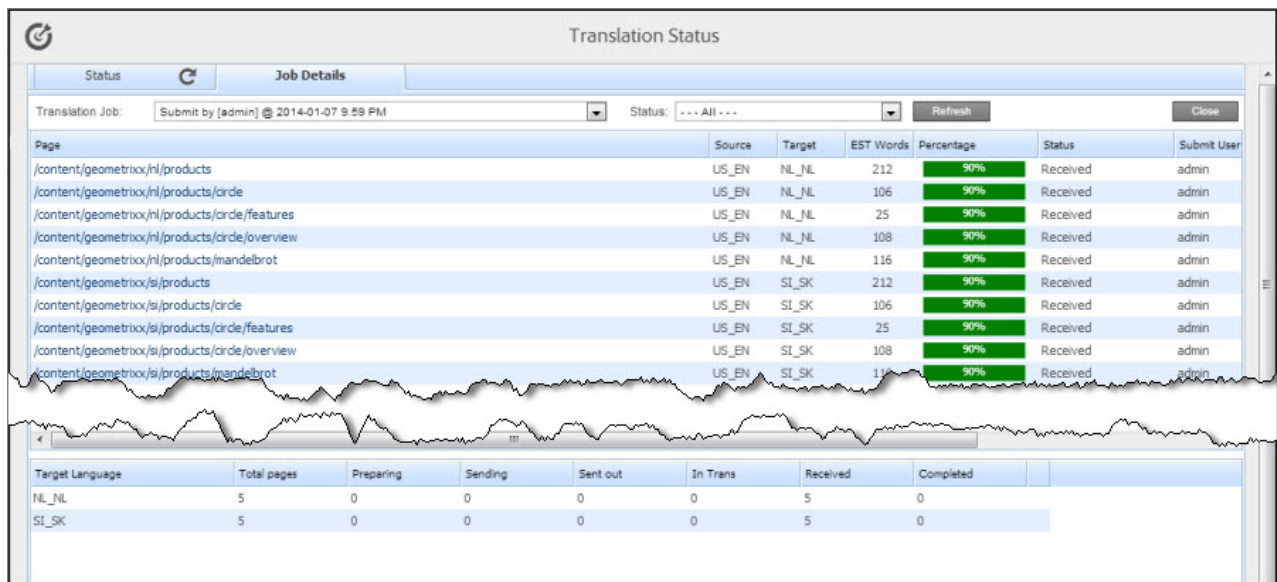 Translation Status
Status Job Details
Translation Job: Submit by [admin] @ 2014-01-07 9:59 PM Status: - - - All - - - Refresh Close
Page Source Target EST Words Percentage Status Submit User
/content/geometrixx/nl/products US_EN NL_NL 212 90% Received admin
/content/geometrixx/nl/products/circle US_EN NL_NL 106 90% Received admin
/content/geometrixx/nl/products/circle/features US_EN NL_NL 25 90% Received admin
/content/geometrixx/nl/products/circle/overview US_EN NL_NL 108 90% Received admin
/content/geometrixx/nl/products/mandelbrot US_EN NL_NL 116 90% Received admin
/content/geometrixx/si/products US_EN SI_SK 212 90% Received admin
/content/geometrixx/si/products/circle US_EN SI_SK 106 90% Received admin
/content/geometrixx/si/products/circle/features US_EN SI_SK 25 90% Received admin
/content/geometrixx/si/products/circle/overview US_EN SI_SK 108 90% Received admin
/content/geometrixx/si/products/mandelbrot US_EN SI_SK 90% Received admin
Target Language Total pages Preparing Sending Sent out In Trans Received Completed
NL_NL 5 0 0 0 0 5 0
SI_SK 5 0 0 0 0 5 0